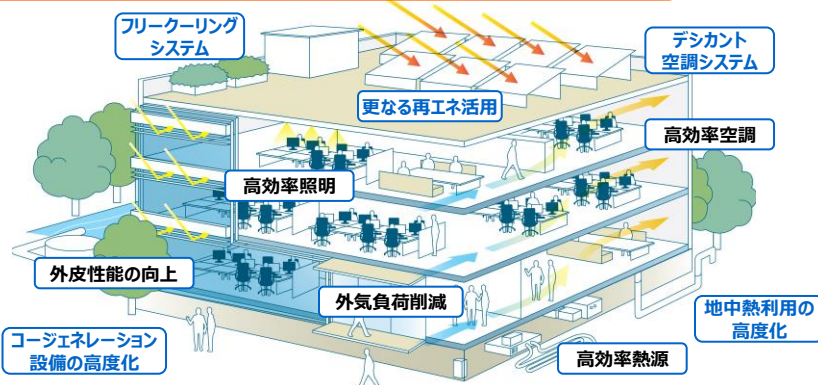 フリークーリング
システム
デシカント
空調システム
更なる再エネ活用
高効率空調
高効率照明
外皮性能の向上
外気負荷削減
地中熱利用の
高度化
コージェネレーション
設備の高度化
高効率熱源